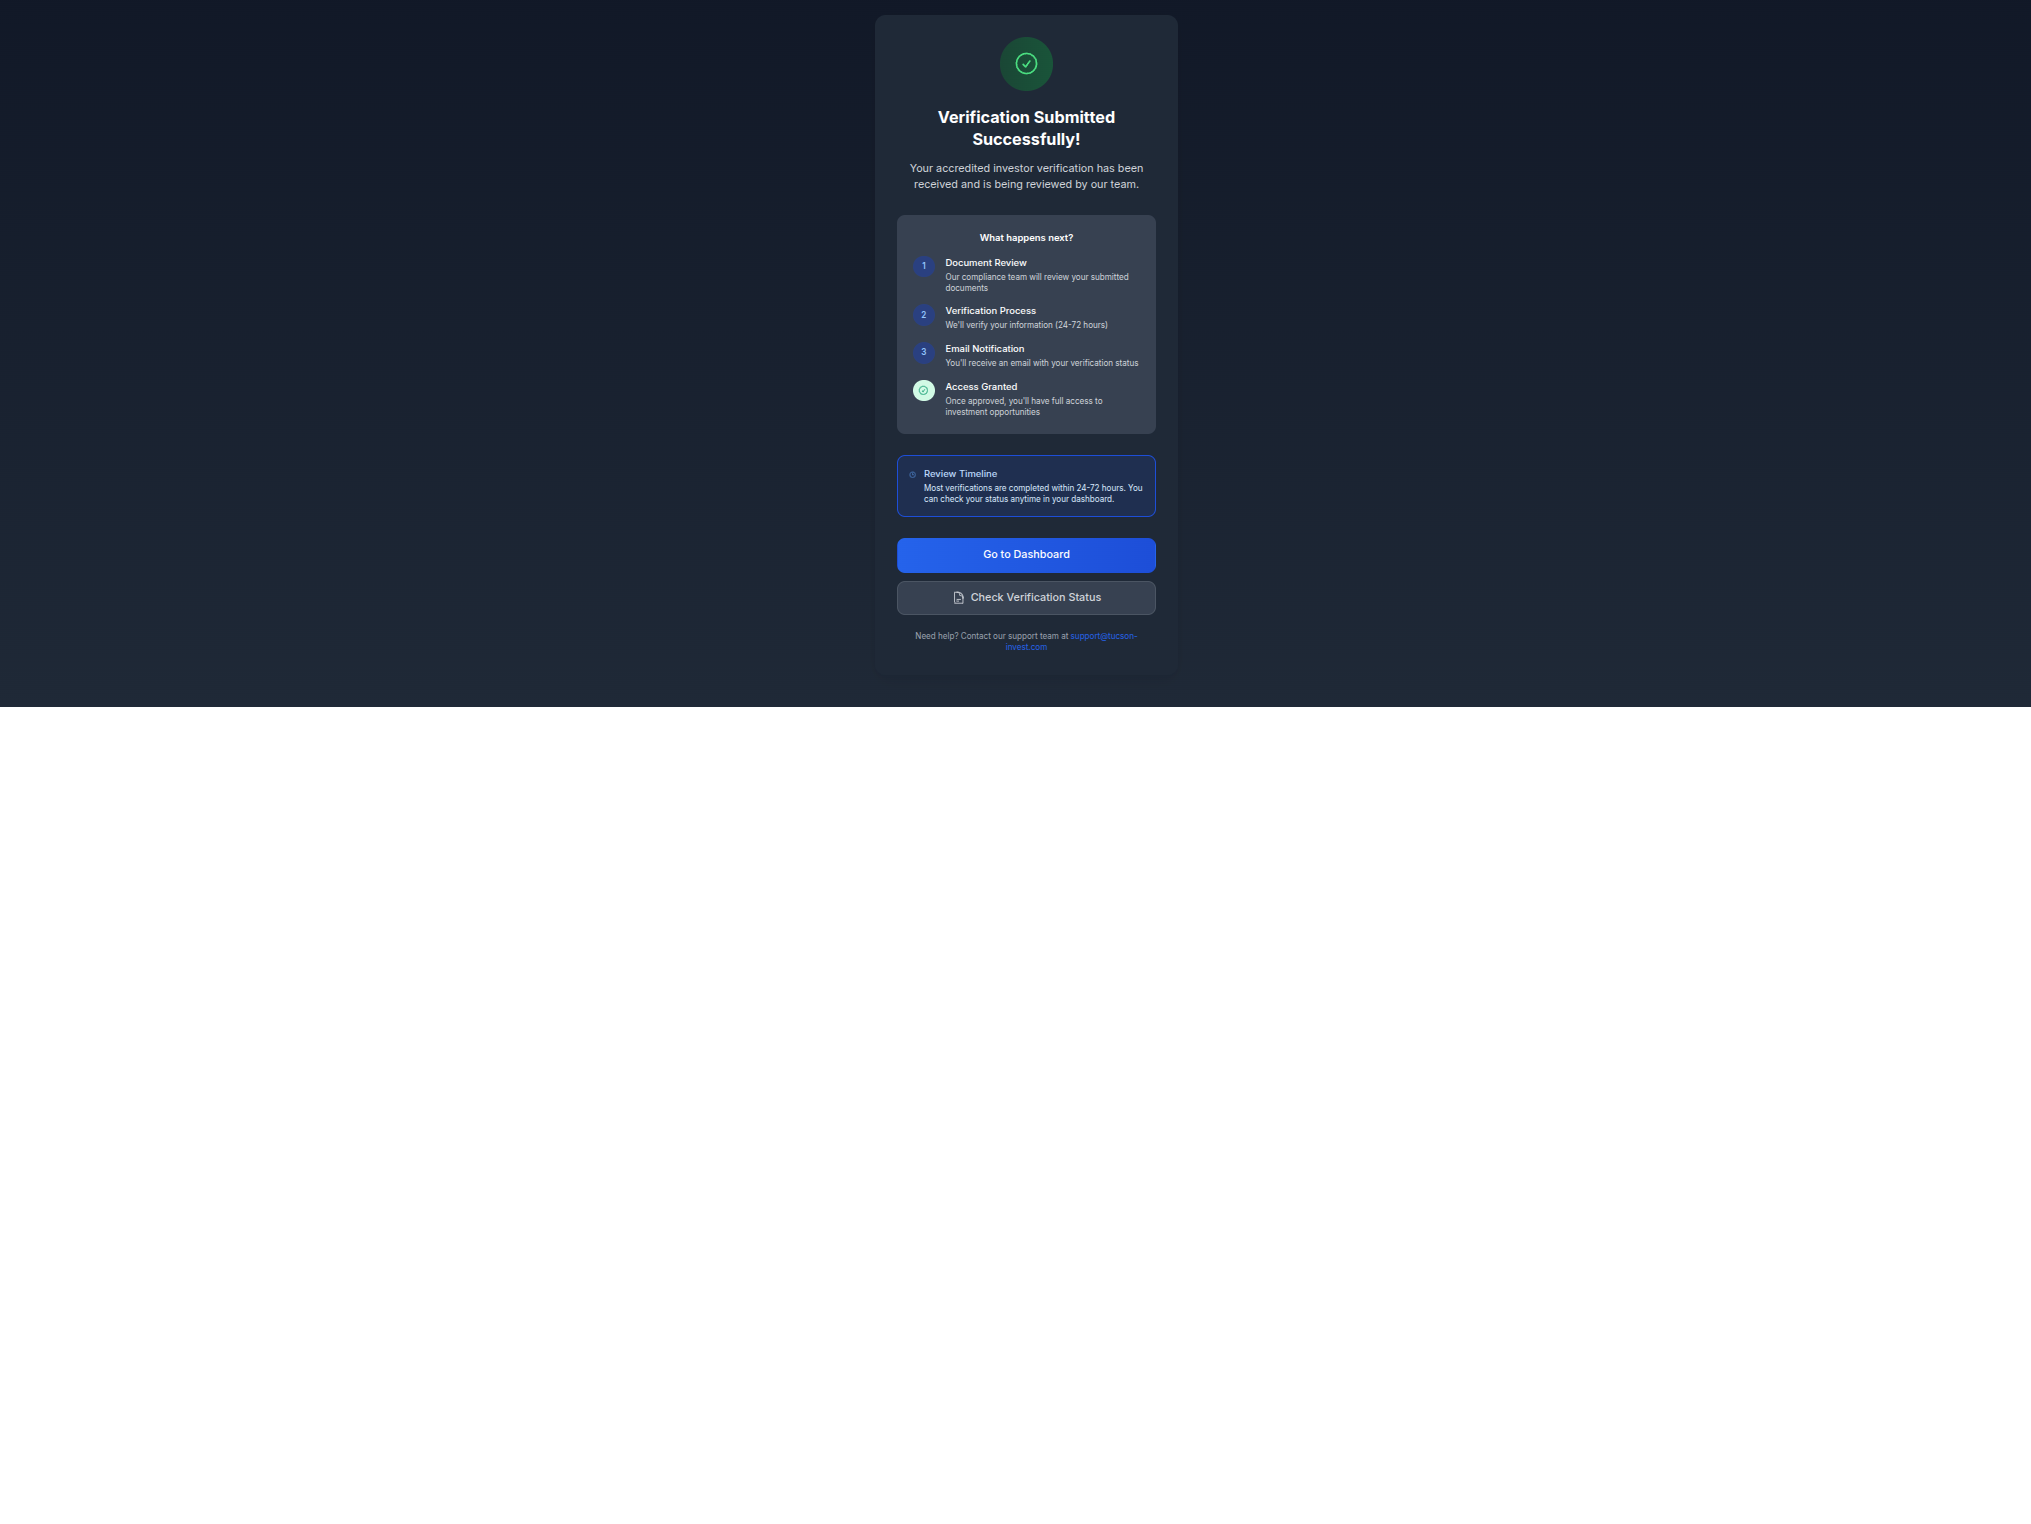 Verification Submitted
Successfully!
Your accredited investor verification has been
received and is being reviewed by our team.
What happens next?
1
Document Review
Our compliance team will review your submitted
documents
2
Verification Process
We'll verify your information (24-72 hours)
3
Email Notification
You'll receive an email with your verification status
Access Granted
Once approved, you'll have full access to
investment opportunities
Review Timeline
Most verifications are completed within 24-72 hours. You
can check your status anytime in your dashboard.
Go to Dashboard
Check Verification Status
Need help? Contact our support team at support@tucson-
invest.com